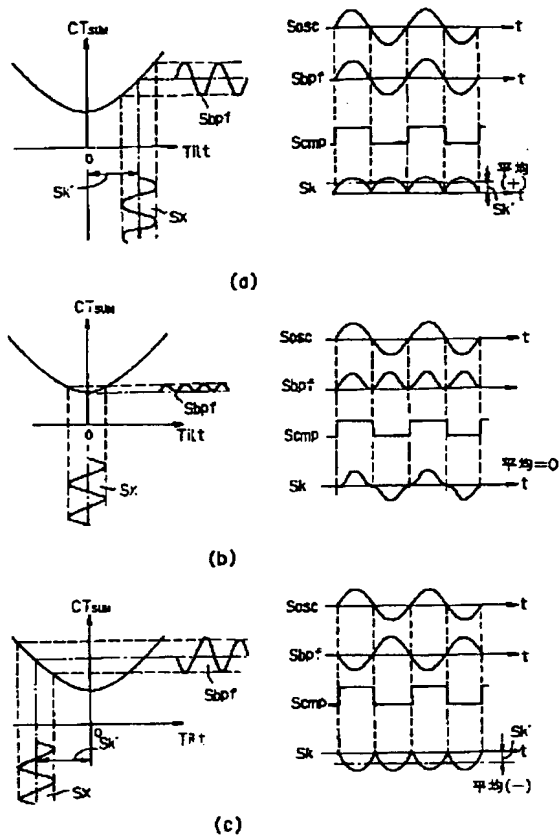 CTSUM
Sbpf
0
Tilt
Sk'
Sx
Sosc
t
Sbpf
t
Scmp
Sk
平均
(+)
Sk'
t
(a)
CTSUM
Sbpf
0
Tilt
Sx
Sosc
t
Sbpf
t
Scmp
平均=0
Sk
t
(b)
CTSUM
Sbpf
0
Sk'
Tilt
Sx
Sosc
t
Sbpf
t
Scmp
Sk'
Sk
t
平均(-)
(c)